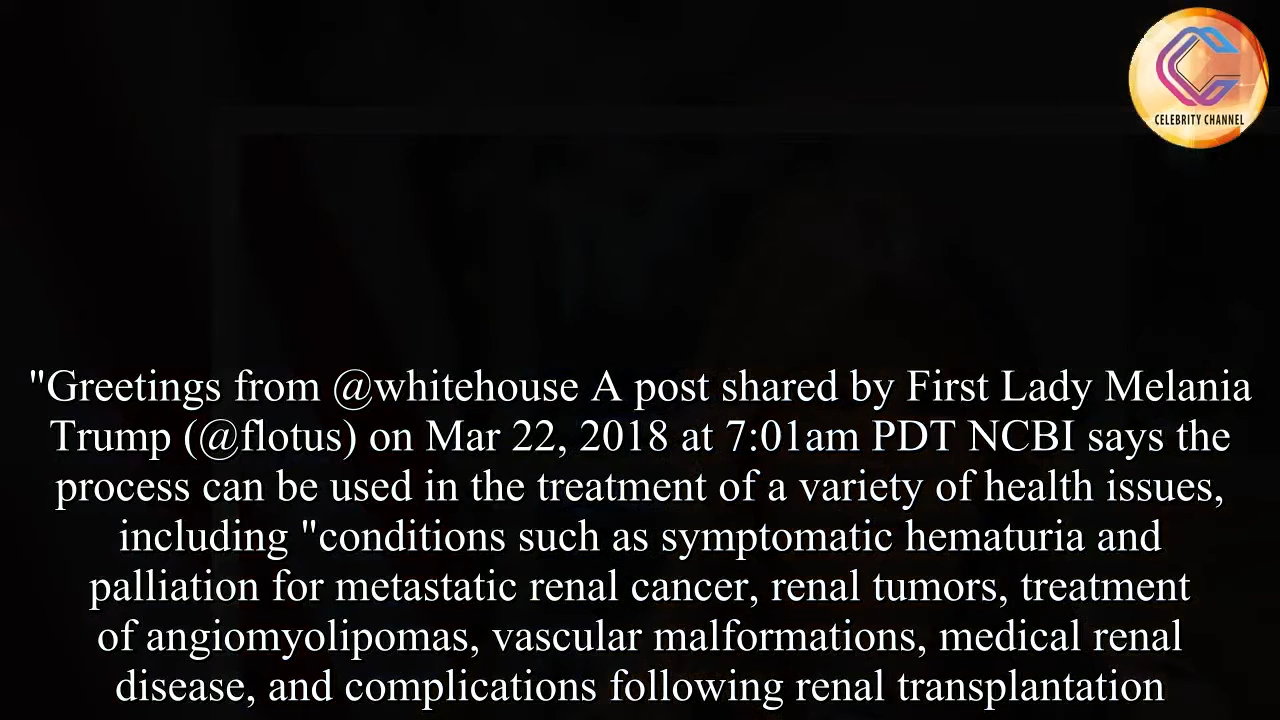 CELEBRITY CHANNEL
"Greetings from @whitehouse A post shared by First Lady Melania
Trump (@flotus) on Mar 22, 2018 at 7:01am PDT NCBI says the
process can be used in the treatment of a variety of health issues,
including "conditions such as symptomatic hematuria and
palliation for metastatic renal cancer, renal tumors, treatment
of angiomyolipomas, vascular malformations, medical renal
disease, and complications following renal transplantation